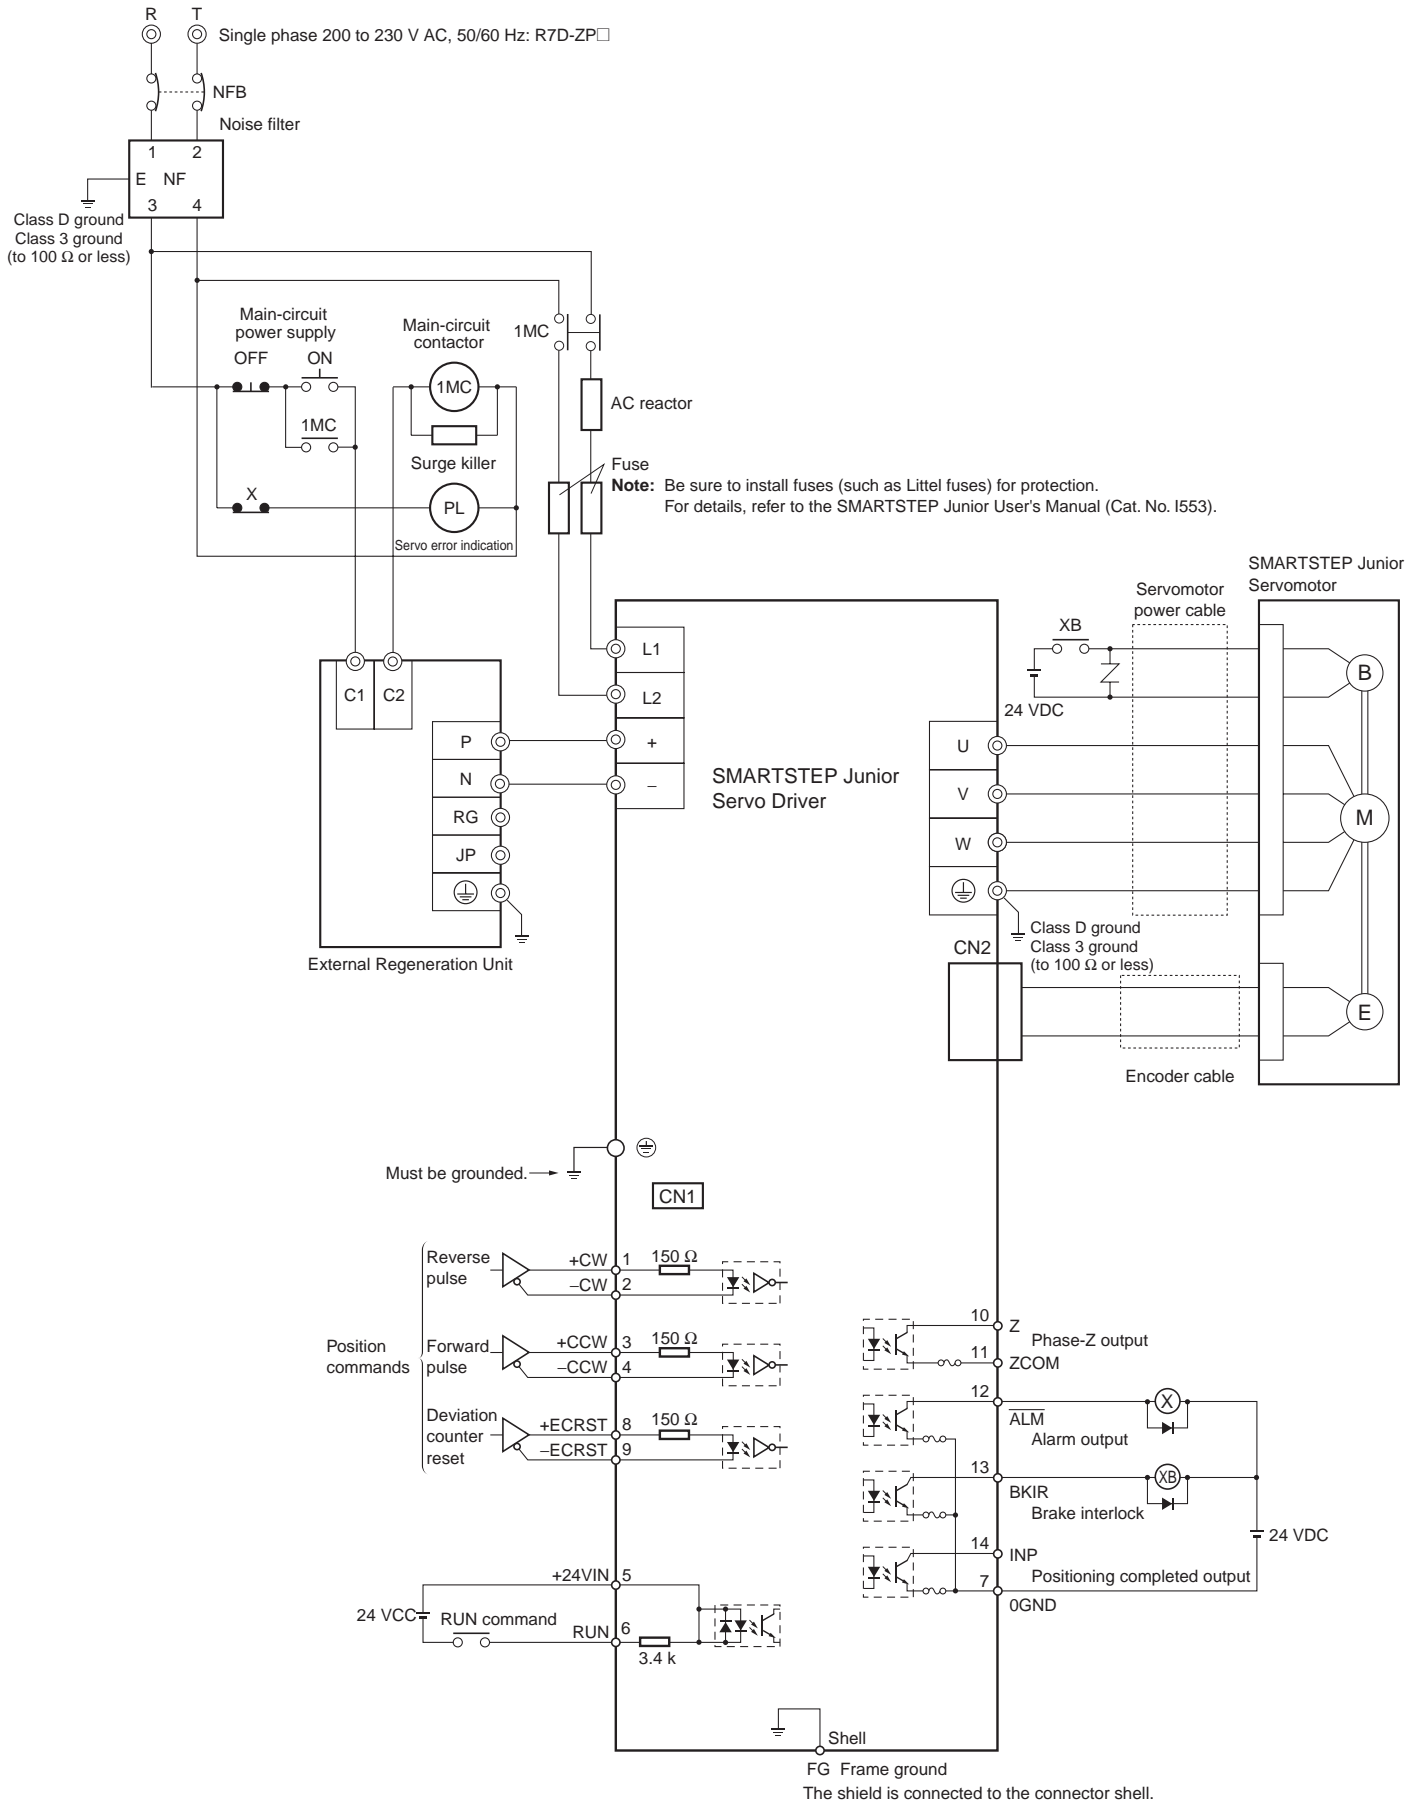 R T
Single phase 200 to 230 V AC, 50/60 Hz: R7D-ZP□
NFB
Noise filter
1 2
E NF
3 4
Class D ground
Class 3 ground
(to 100 Ω or less)
Main-circuit
power supply
OFF ON
1MC
X
Main-circuit
contactor
1MC
Surge killer
PL
Servo error indication
1MC
AC reactor
Fuse
Note: Be sure to install fuses (such as Littel fuses) for protection.
For details, refer to the SMARTSTEP Junior User's Manual (Cat. No. I553).
C1 C2
P
N
RG
JP
External Regeneration Unit
L1
L2
+
−
SMARTSTEP Junior
Servo Driver
U
V
W
CN2
Class D ground
Class 3 ground
(to 100 Ω or less)
XB
24 VDC
Servomotor
power cable
SMARTSTEP Junior
Servomotor
B
M
E
Encoder cable
Must be grounded.
CN1
Position
commands
Reverse
pulse
+CW 1 150 Ω
−CW 2
Forward
pulse
+CCW 3 150 Ω
−CCW 4
Deviation
counter
reset
+ECRST 8 150 Ω
−ECRST 9
+24VIN 5
24 VCC
RUN command
RUN 6
3.4 k
10 Z
Phase-Z output
11 ZCOM
12 ALM
Alarm output
X
13 BKIR
Brake interlock
XB
24 VDC
14 INP
Positioning completed output
7 0GND
Shell
FG Frame ground
The shield is connected to the connector shell.